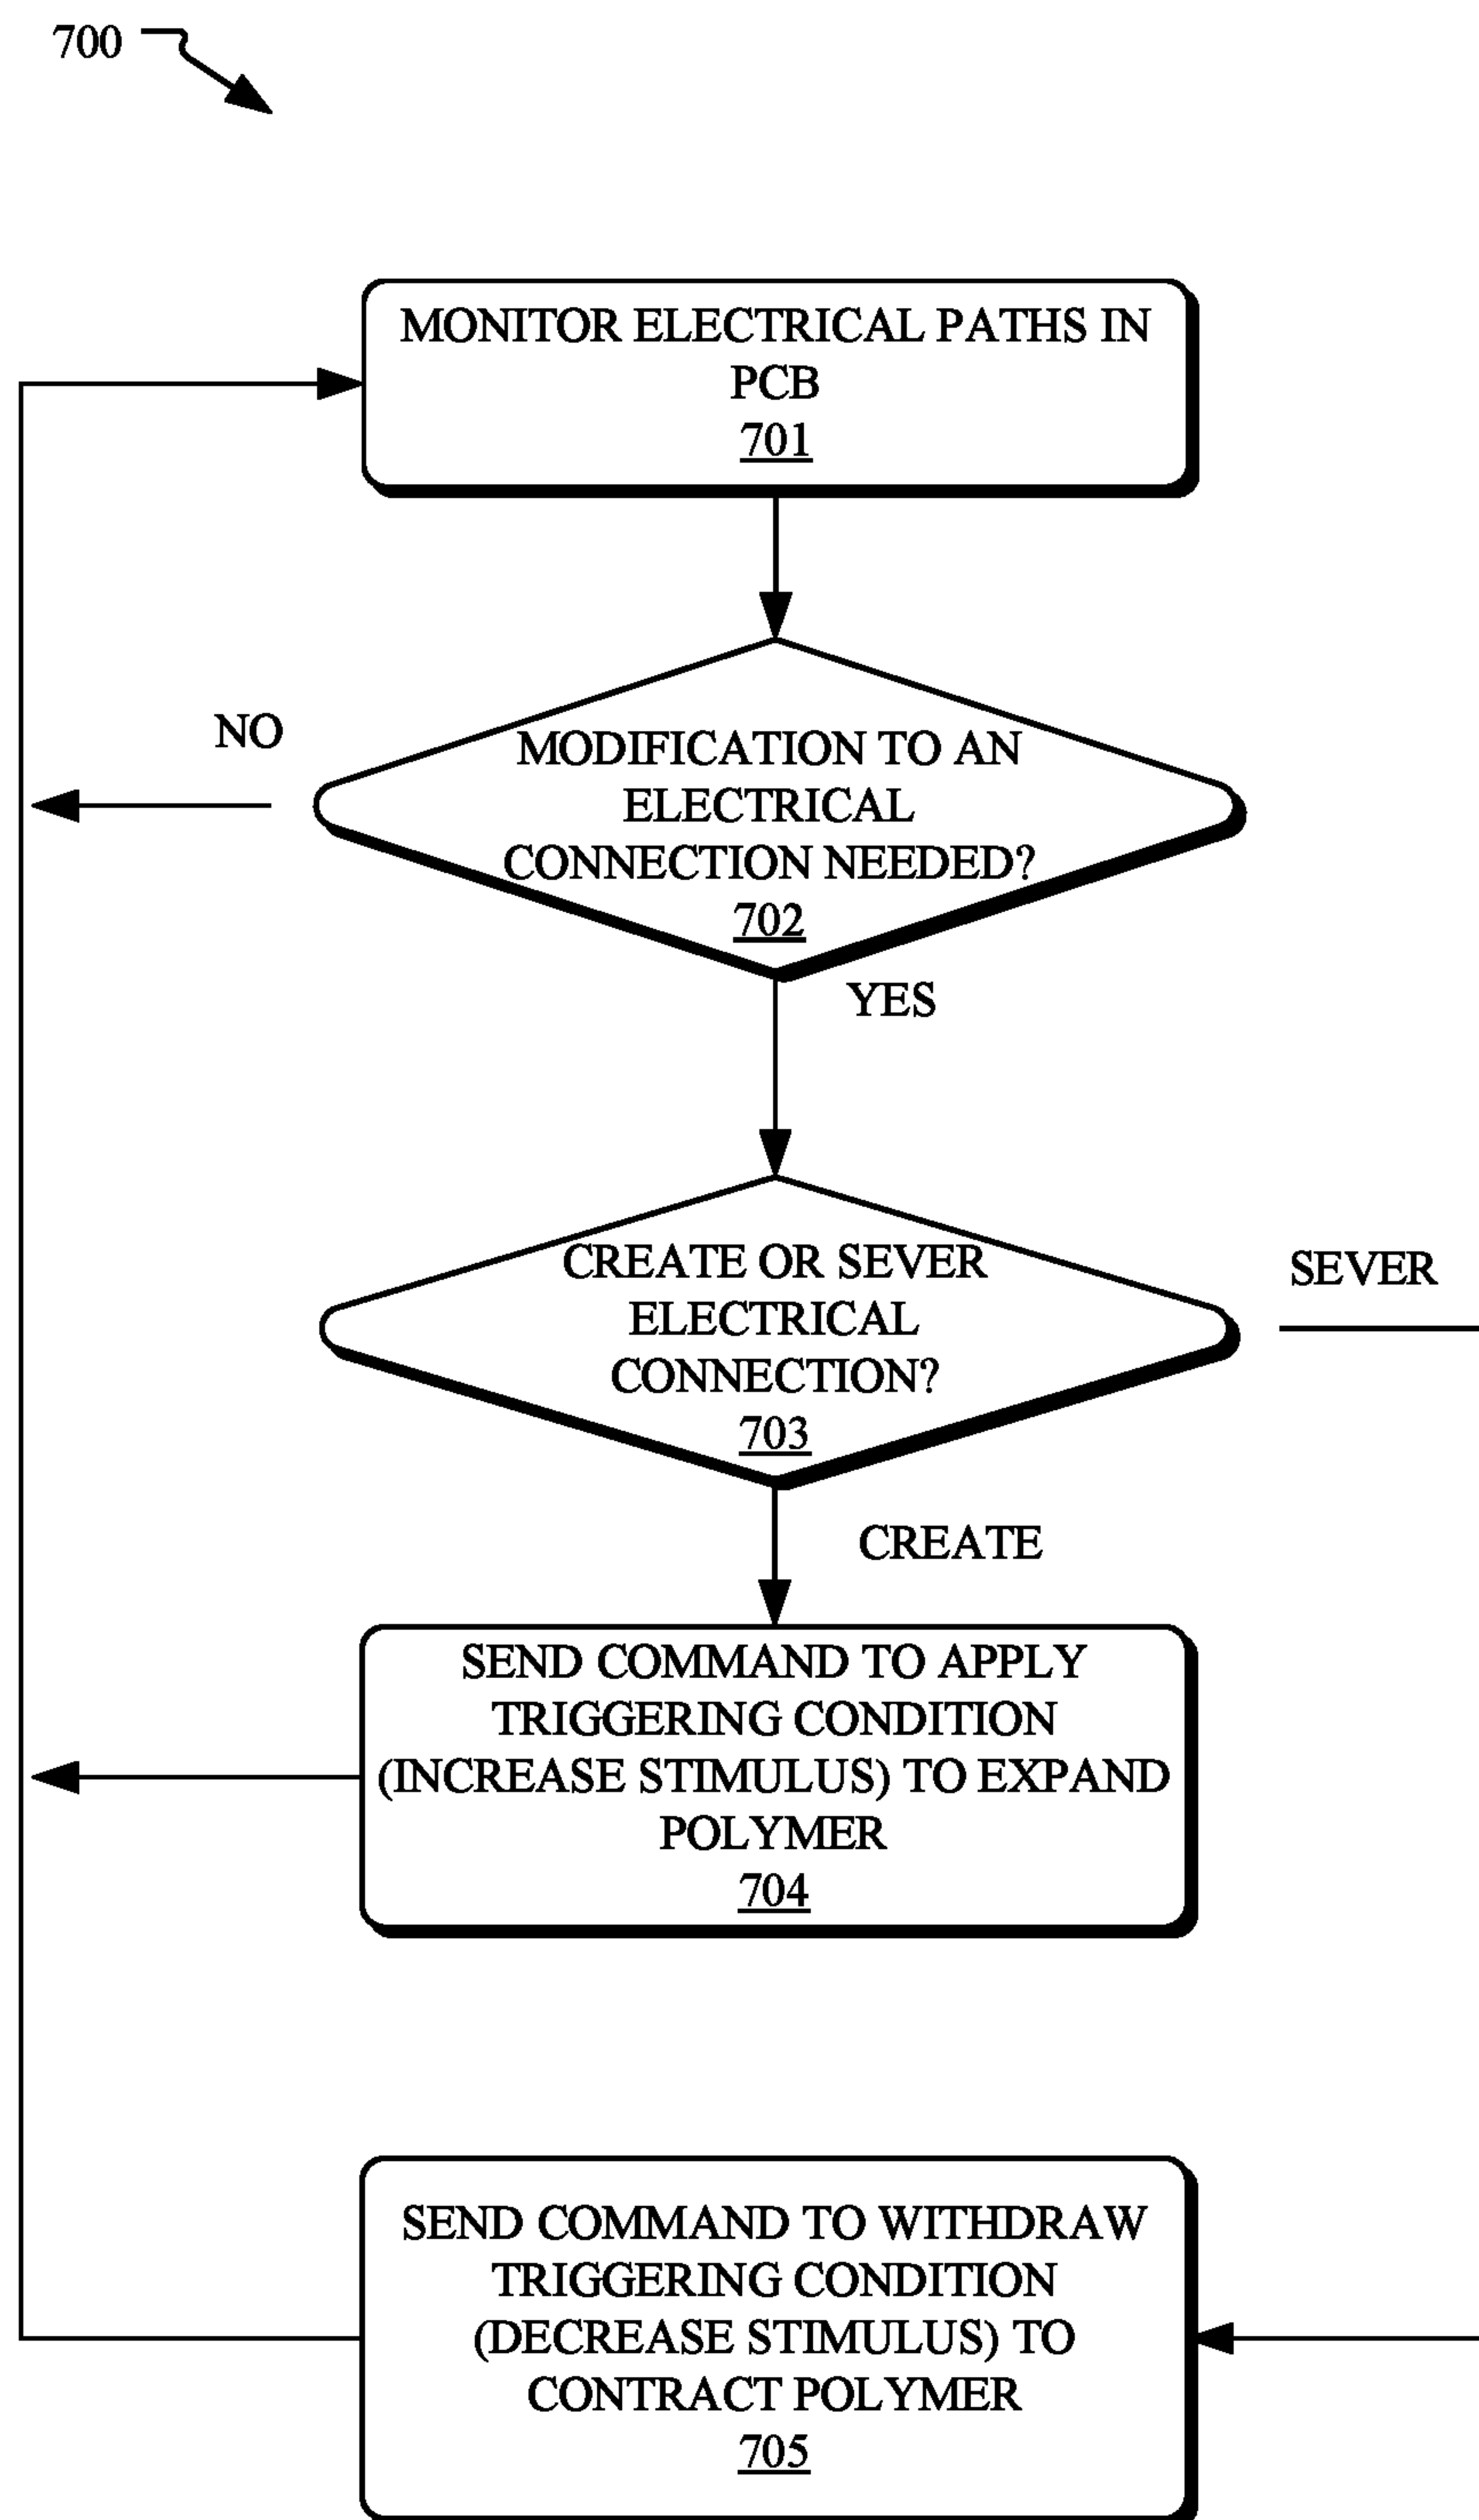 700
MONITOR ELECTRICAL PATHS IN
PCB
701
NO
MODIFICATION TO AN
ELECTRICAL
CONNECTION NEEDED?
702
YES
CREATE OR SEVER
ELECTRICAL
CONNECTION?
703
SEVER
CREATE
SEND COMMAND TO APPLY
TRIGGERING CONDITION
(INCREASE STIMULUS) TO EXPAND
POLYMER
704
SEND COMMAND TO WITHDRAW
TRIGGERING CONDITION
(DECREASE STIMULUS) TO
CONTRACT POLYMER
705